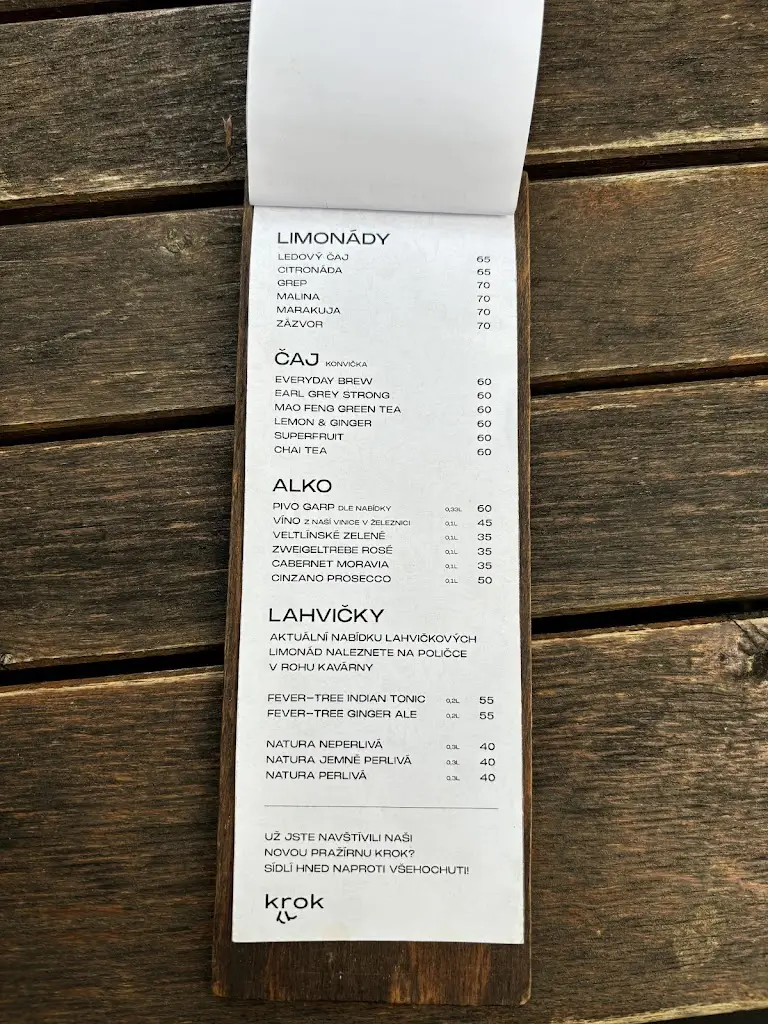 LIMONÁDY
LEDOVÝ ČAJ 65
CITRONÁDA 65
GREP 70
MALINA 70
MARAKUJA 70
ZÁZVOR 70
ČAJ KONVIČKA
EVERYDAY BREW 60
EARL GREY STRONG 60
MAO FENG GREEN TEA 60
LEMON & GINGER 60
SUPERFRUIT 60
CHAI TEA 60
ALKO
PIVO GARP DLE NABÍDKY 0,33L 60
VÍNO Z NAŠÍ VINICE V ŽELEZNICI 0,1L 45
VELTLÍNSKÉ ZELENÉ 0,1L 35
ZWEIGELTREBE ROSÉ 0,1L 35
CABERNET MORAVIA 0,1L 35
CINZANO PROSECCO 0,1L 50
LAHVIČKY
AKTUÁLNÍ NABÍDKU LAHVIČKOVÝCH
LIMONÁD NALEZNETE NA POLIČCE
V ROHU KAVÁRNY
FEVER-TREE INDIAN TONIC 0,2L 55
FEVER-TREE GINGER ALE 0,2L 55
NATURA NEPERLIVÁ 0,3L 40
NATURA JEMNĚ PERLIVÁ 0,3L 40
NATURA PERLIVÁ 0,3L 40
UŽ JSTE NAVŠTÍVILI NAŠI
NOVOU PRAŽÍRNU KROK?
SÍDLÍ HNED NAPROTI VŠEHOCHUTI!
krok